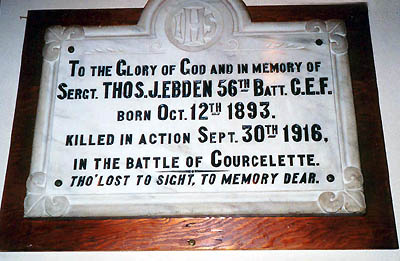 IHS
TO THE GLORY OF GOD AND IN MEMORY OF
SERGT. THOS. J. EBDEN 56TH BATT. C.E.F.
BORN OCT. 12TH 1893.
KILLED IN ACTION SEPT. 30TH 1916,
IN THE BATTLE OF COURCELETTE.
THO' LOST TO SIGHT, TO MEMORY DEAR.